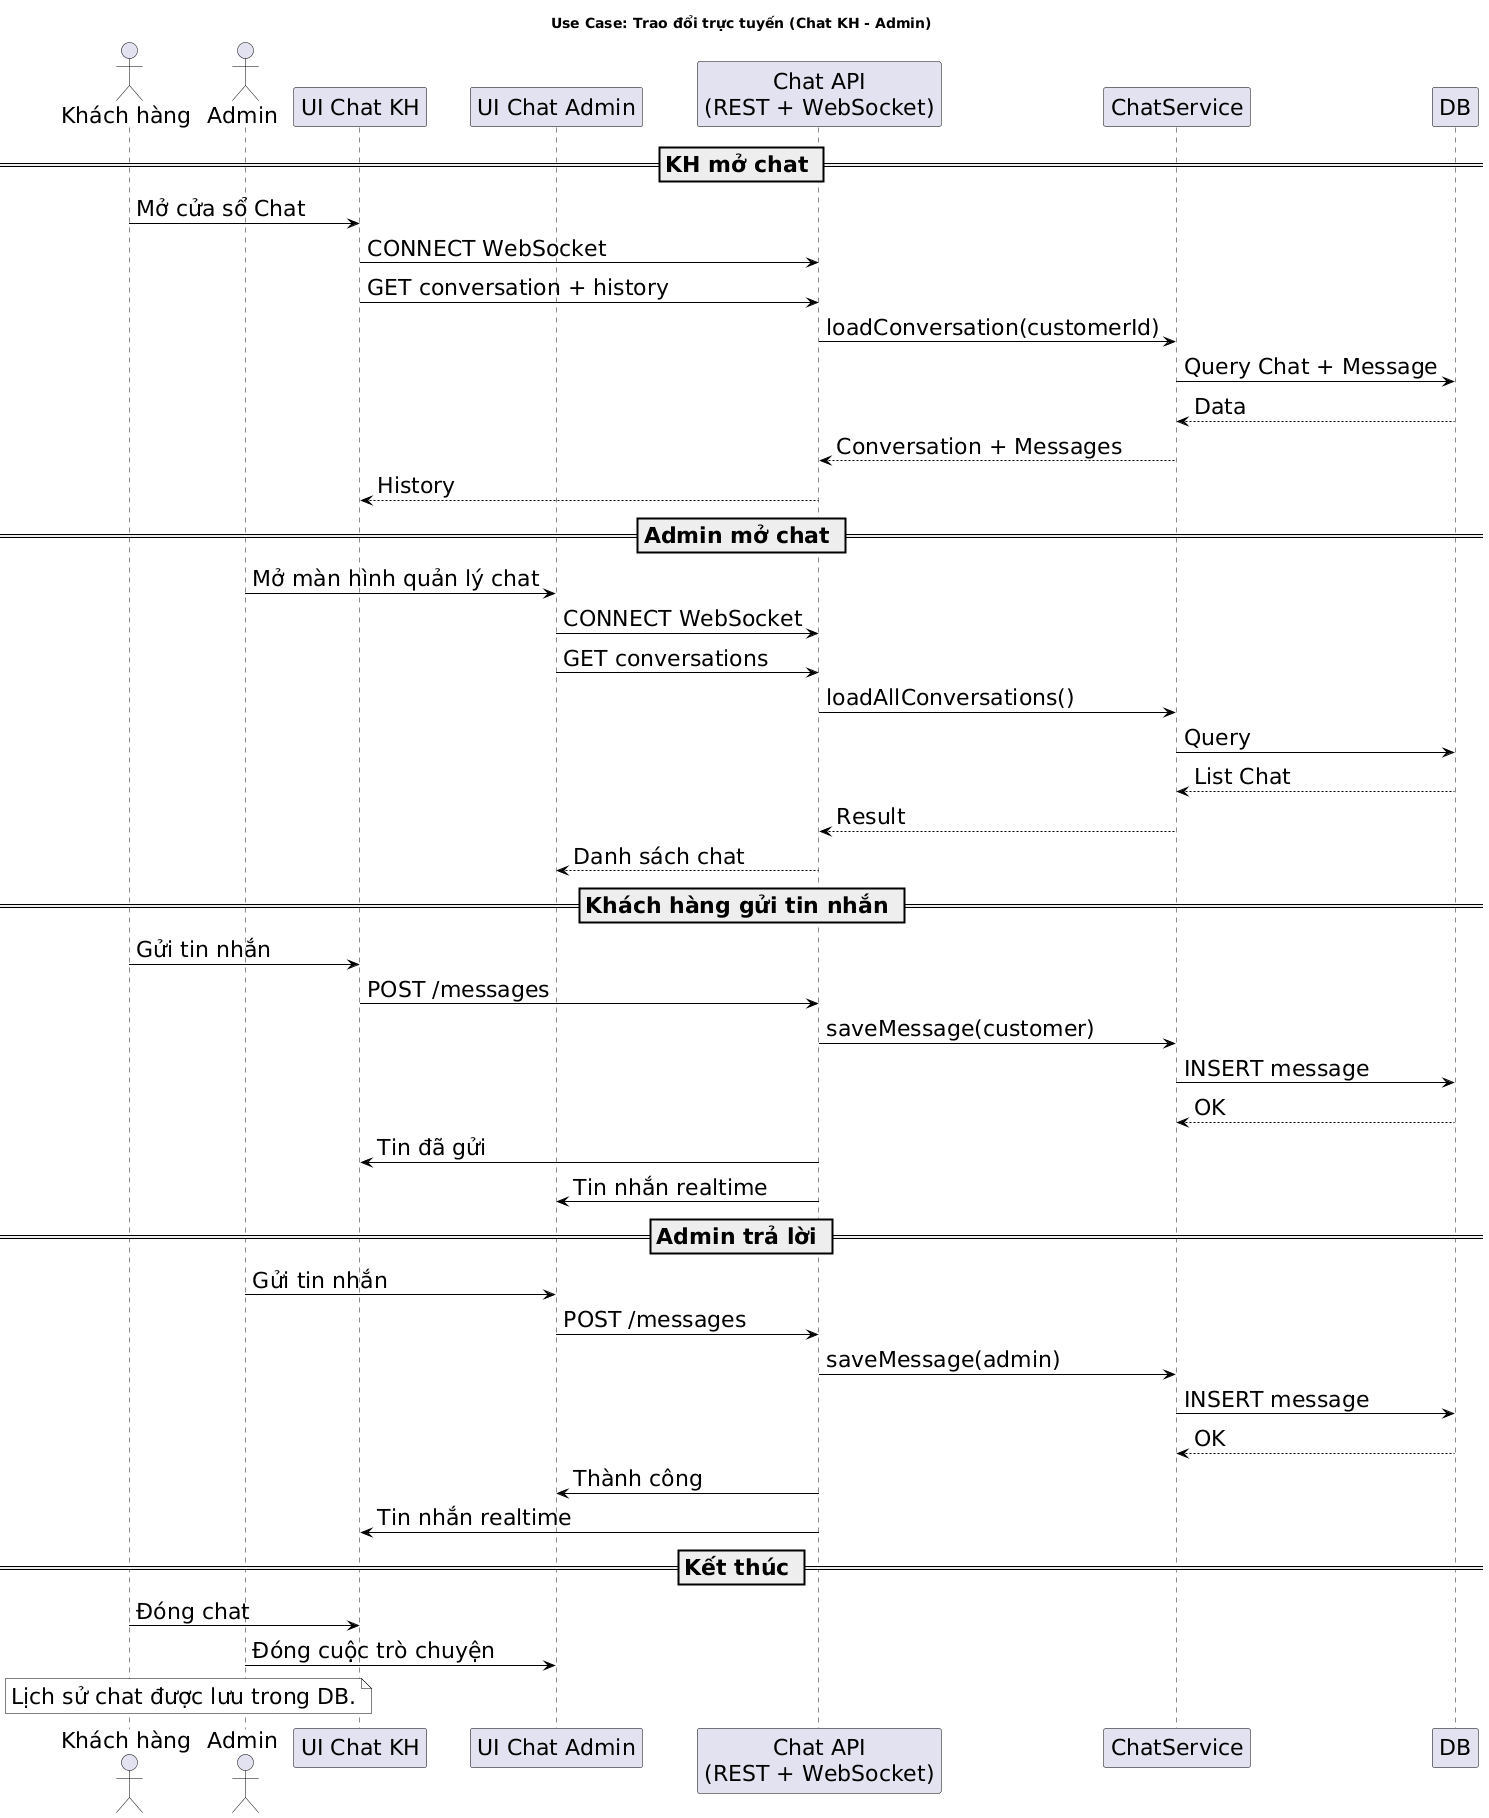 Use Case: Trao đổi trực tuyến (Chat KH - Admin)
Khách hàng
Admin
UI Chat KH
UI Chat Admin
Chat API
(REST + WebSocket)
ChatService
DB
KH mở chat
Mở cửa sổ Chat
CONNECT WebSocket
GET conversation + history
loadConversation(customerId)
Query Chat + Message
Data
Conversation + Messages
History
Admin mở chat
Mở màn hình quản lý chat
CONNECT WebSocket
GET conversations
loadAllConversations()
Query
List Chat
Result
Danh sách chat
Khách hàng gửi tin nhắn
Gửi tin nhắn
POST /messages
saveMessage(customer)
INSERT message
OK
Tin đã gửi
Tin nhắn realtime
Admin trả lời
Gửi tin nhắn
POST /messages
saveMessage(admin)
INSERT message
OK
Thành công
Tin nhắn realtime
Kết thúc
Đóng chat
Đóng cuộc trò chuyện
Lịch sử chat được lưu trong DB.
Khách hàng
Admin
UI Chat KH
UI Chat Admin
Chat API
(REST + WebSocket)
ChatService
DB